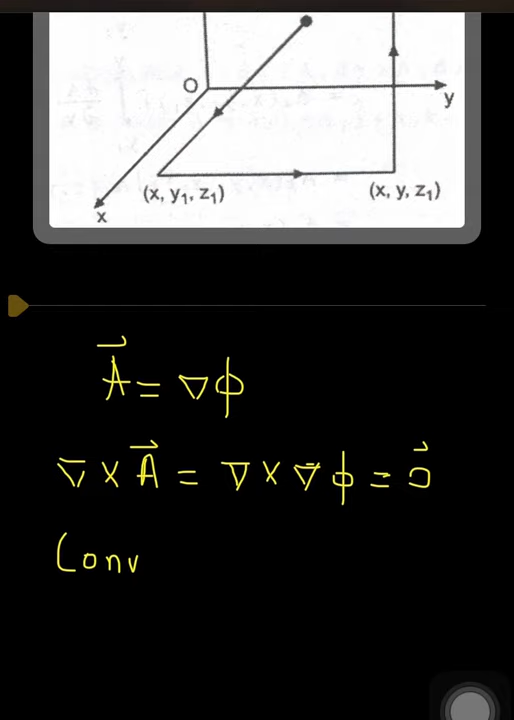 O
y
(x, y₁, z₁)
(x, y, z₁)
x
A⃗ = ∇ϕ
∇ × A⃗ = ∇ × ∇ϕ = 0⃗
Conv